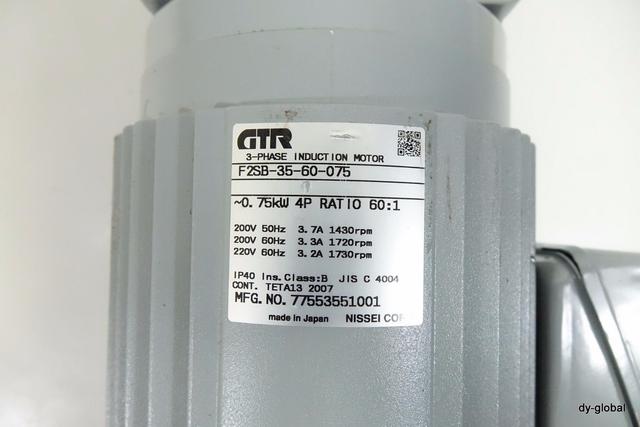 GTR
3-PHASE INDUCTION MOTOR
F2SB-35-60-075
~0.75kW 4P RATIO 60:1
200V 50Hz 3.7A 1430rpm
200V 60Hz 3.3A 1720rpm
220V 60Hz 3.2A 1730rpm
IP40 Ins.Class:B JIS C 4004
CONT. TETA13 2007
MFG.NO.77553551001
made in Japan NISSEI COR
dy-global